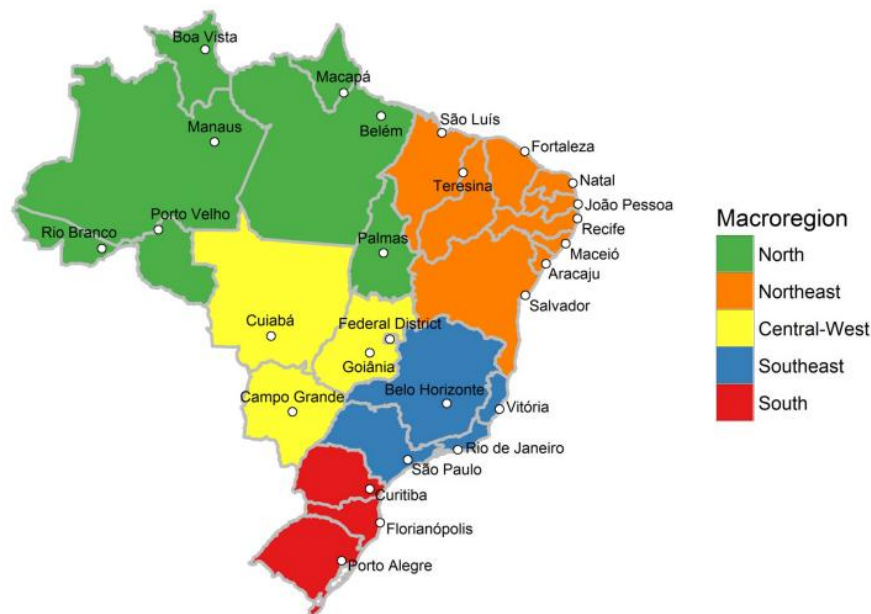 Boa Vista
Macapá
Belém
Manaus
São Luís
Fortaleza
Teresina
Natal
João Pessoa
Recife
Maceió
Aracaju
Salvador
Porto Velho
Rio Branco
Palmas
Cuiabá
Federal District
Goiânia
Campo Grande
Belo Horizonte
Vitória
Rio de Janeiro
São Paulo
Curitiba
Florianópolis
Porto Alegre
Macroregion
North
Northeast
Central-West
Southeast
South